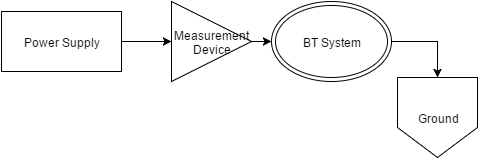 Power Supply
Measurement
Device
BT System
Ground